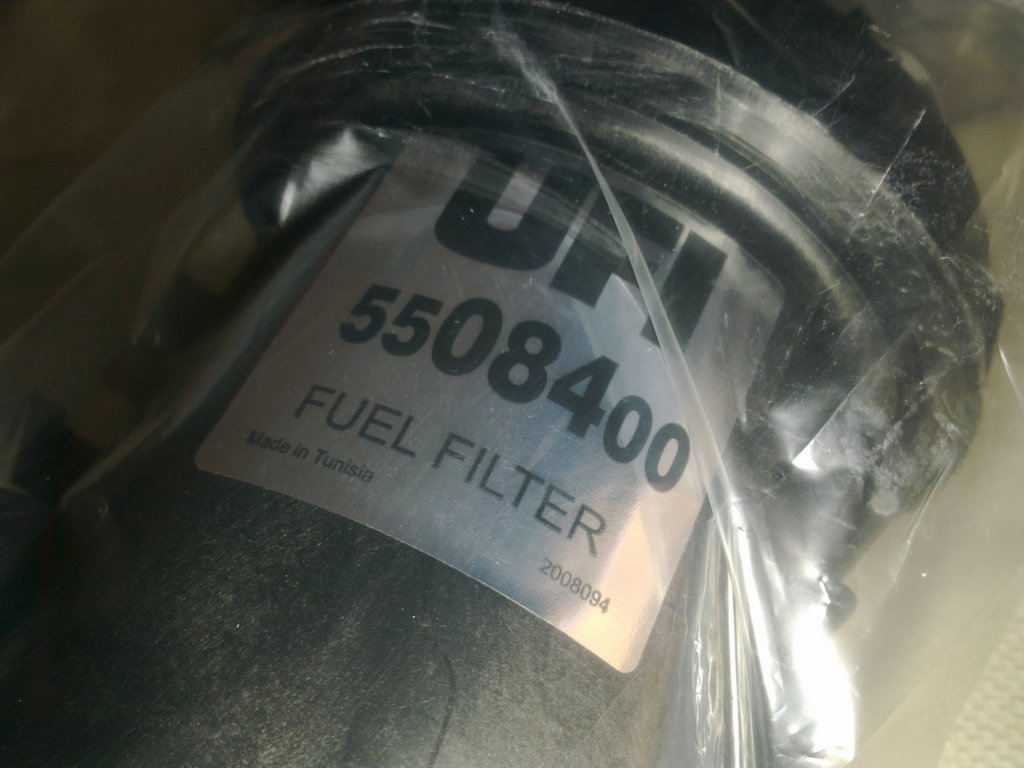 UFI
5508400
FUEL FILTER
Made in Tunisia
2008094